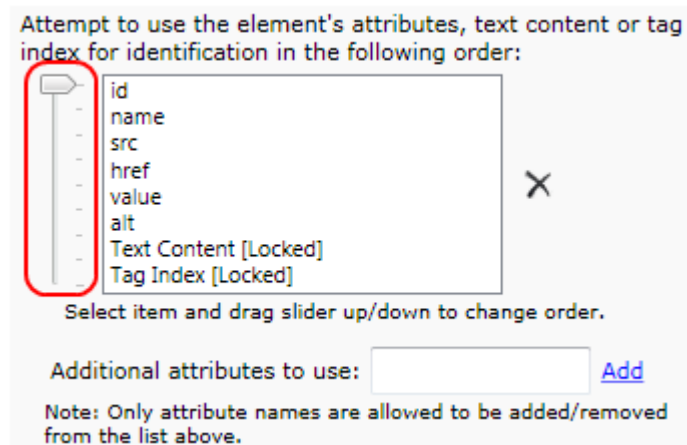 Attempt to use the element's attributes, text content or tag
index for identification in the following order:
id
name
src
href
value
alt
Text Content [Locked]
Tag Index [Locked]
Select item and drag slider up/down to change order.
Additional attributes to use: Add
Note: Only attribute names are allowed to be added/removed
from the list above.